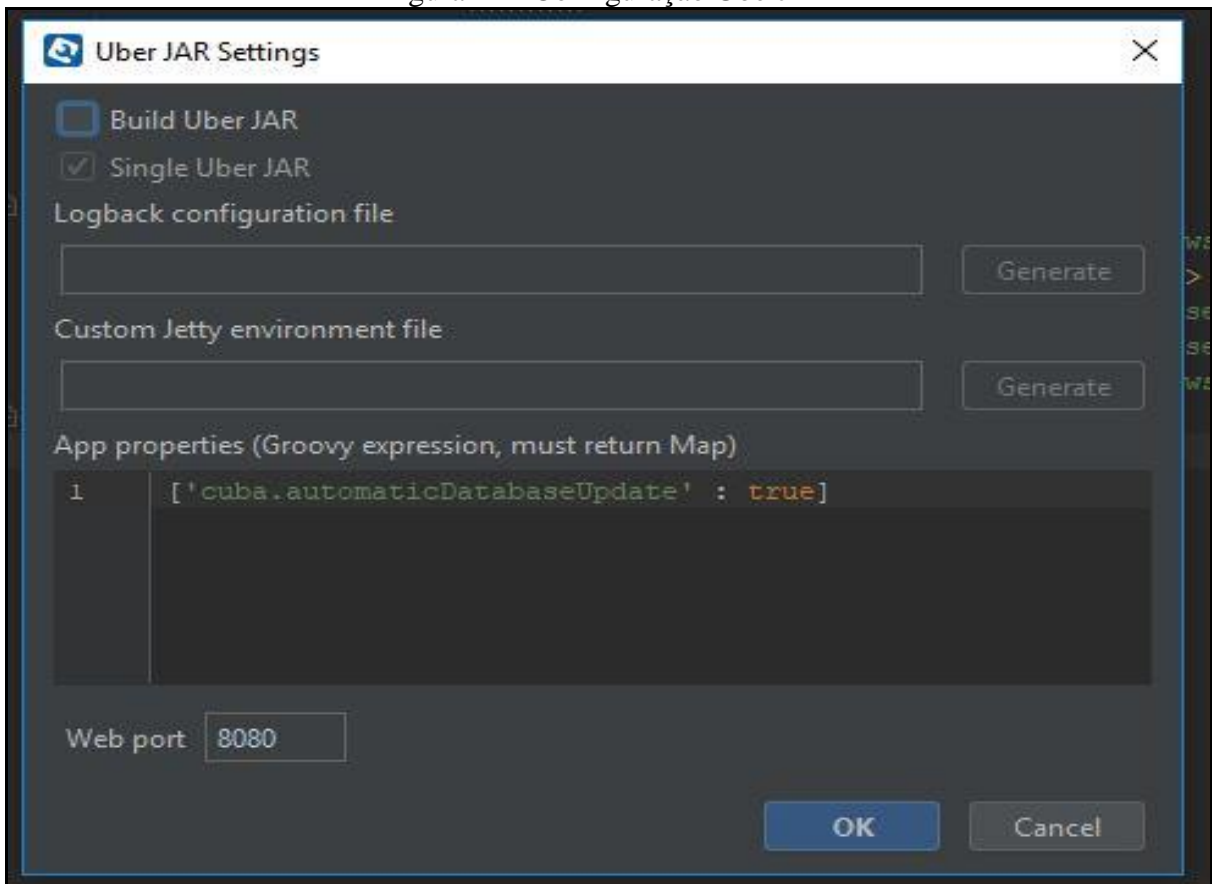 Uber JAR Settings
Build Uber JAR
Single Uber JAR
Logback configuration file
Generate
Custom Jetty environment file
Generate
App properties (Groovy expression, must return Map)
1 ['cuba.automaticDatabaseUpdate' : true]
Web port 8080
OK Cancel